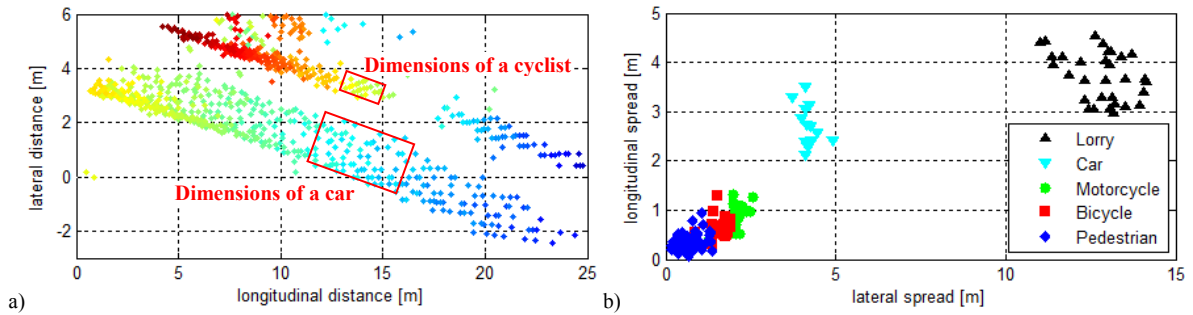 6
4
2
0
-2
0
5
10
15
20
25
lateral distance [m]
longitudinal distance [m]
Dimensions of a cyclist
Dimensions of a car
a)
5
4
3
2
1
0
0
5
10
15
longitudinal spread [m]
lateral spread [m]
Lorry
Car
Motorcycle
Bicycle
Pedestrian
b)